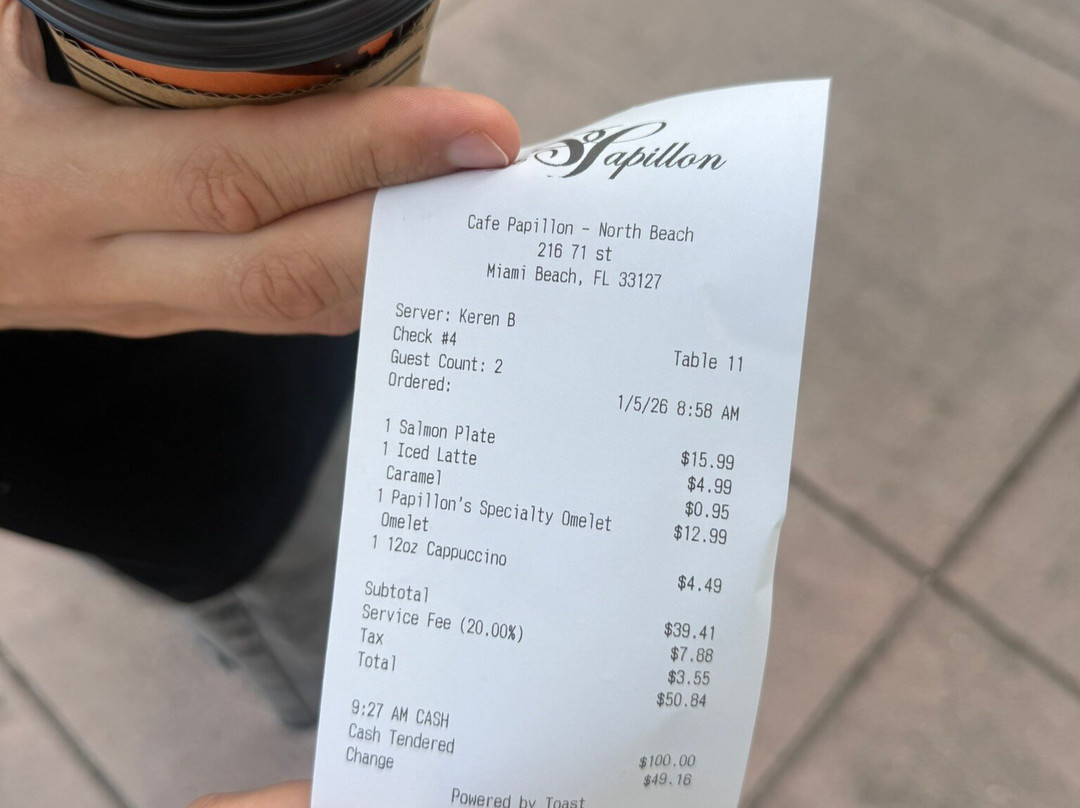 Papillon
Cafe Papillon - North Beach
216 71 st
Miami Beach, FL 33127
Server: Keren B
Check #4
Table 11
Guest Count: 2
Ordered:
1/5/26 8:58 AM
1 Salmon Plate $15.99
1 Iced Latte $4.99
Caramel $0.95
1 Papillon's Specialty Omelet $12.99
Omelet
1 12oz Cappuccino $4.49
Subtotal $39.41
Service Fee (20.00%) $7.88
Tax $3.55
Total $50.84
9:27 AM CASH
Cash Tendered $100.00
Change $49.16
Powered by Toast